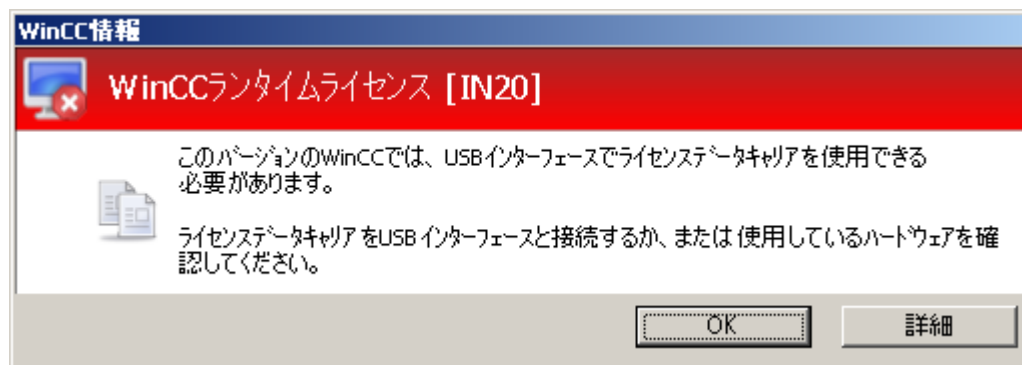 WinCC情報
WinCCランタイムライセンス [IN20]
このバージョンのWinCCでは、USBインターフェースでライセンスデータキャリアを使用できる
必要があります。
ライセンスデータキャリアをUSBインターフェースと接続するか、または使用しているハードウェアを確
認してください。
OK
詳細